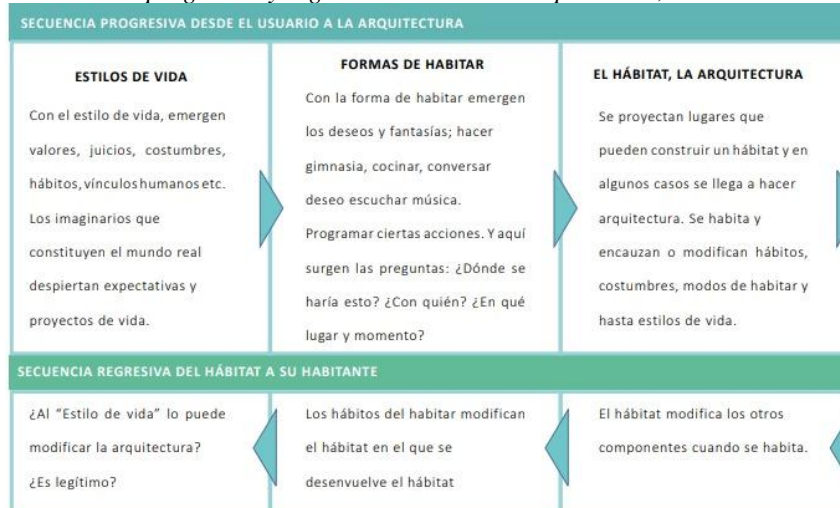 SECUENCIA PROGRESIVA DESDE EL USUARIO A LA ARQUITECTURA
ESTILOS DE VIDA
Con el estilo de vida, emergen
valores, juicios, costumbres,
hábitos, vínculos humanos etc.
Los imaginarios que
constituyen el mundo real
despiertan expectativas y
proyectos de vida.
FORMAS DE HABITAR
Con la forma de habitar emergen
los deseos y fantasías; hacer
gimnasia, cocinar, conversar
deseo escuchar música.
Programar ciertas acciones. Y aquí
surgen las preguntas: ¿Dónde se
haría esto? ¿Con quién? ¿En qué
lugar y momento?
EL HÁBITAT, LA ARQUITECTURA
Se proyectan lugares que
pueden construir un hábitat y en
algunos casos se llega a hacer
arquitectura. Se habita y
encauzan o modifican hábitos,
costumbres, modos de habitar y
hasta estilos de vida.
SECUENCIA REGRESIVA DEL HÁBITAT A SU HABITANTE
¿Al "Estilo de vida" lo puede
modificar la arquitectura?
¿Es legítimo?
Los hábitos del habitar modifican
el hábitat en el que se
desenvuelve el hábitat
El hábitat modifica los otros
componentes cuando se habita.